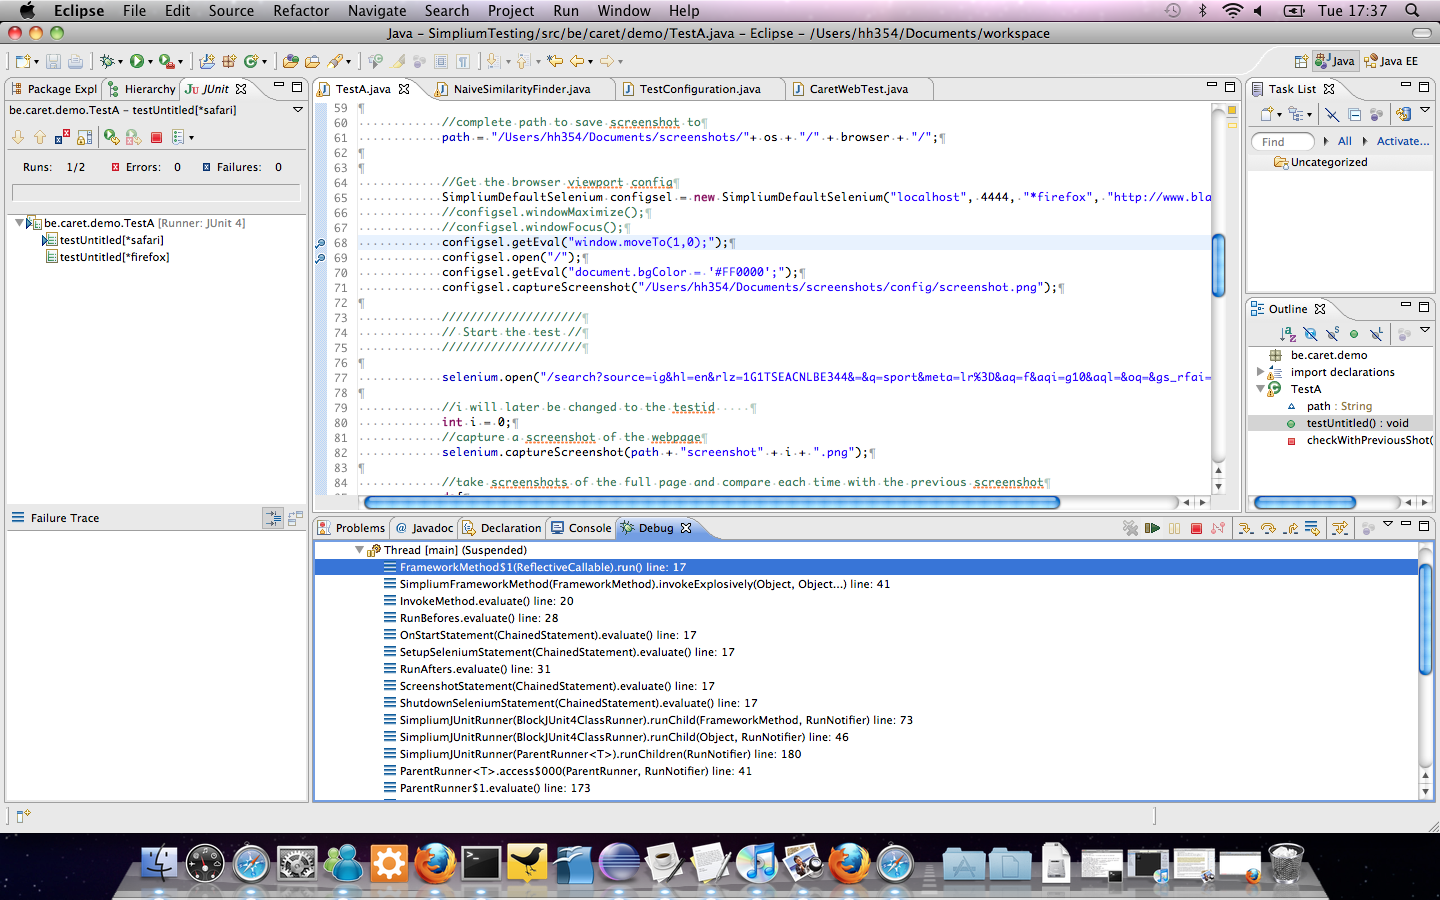 Eclipse File Edit Source Refactor Navigate Search Project Run Window Help Tue 17:37
Java - SimpliumTesting/src/be/caret/demo/TestA.java - Eclipse - /Users/hh354/Documents/workspace
Java Java EE
Package Expl Hierarchy JUnit
be.caret.demo.TestA - testUntitled[*safari]
Runs: 1/2 Errors: 0 Failures: 0
be.caret.demo.TestA [Runner: JUnit 4]
testUntitled[*safari]
testUntitled[*firefox]
Failure Trace
TestA.java NaiveSimilarityFinder.java TestConfiguration.java CaretWebTest.java
59
60 //complete path to save screenshot to
61 path = "/Users/hh354/Documents/screenshots/"+ os + "/" + browser + "/";
62
63
64 //Get the browser viewport config
65 SimpliumDefaultSelenium configsel = new SimpliumDefaultSelenium("localhost", 4444, "*firefox", "http://www.bla
66 //configsel.windowMaximize();
67 //configsel.windowFocus();
68 configsel.getEval("window.moveTo(1,0);");
69 configsel.open("/");
70 configsel.getEval("document.bgColor = '#FF0000';");
71 configsel.captureScreenshot("/Users/hh354/Documents/screenshots/config/screenshot.png");
72
73 ////////////////////
74 // Start the test //
75 ////////////////////
76
77 selenium.open("/search?source=ig&hl=en&rlz=1G1TSEACNLBE344&=&q=sport&meta=lr%3D&aq=f&aqi=g10&aql=&oq=&gs_rfai=
78
79 //i will later be changed to the testid
80 int i = 0;
81 //capture a screenshot of the webpage
82 selenium.captureScreenshot(path + "screenshot" + i + ".png");
83
84 //take screenshots of the full page and compare each time with the previous screenshot
Task List
Find All Activate...
Uncategorized
Outline
be.caret.demo
import declarations
TestA
path : String
testUntitled() : void
checkWithPreviousShot(
Problems @ Javadoc Declaration Console Debug
Thread [main] (Suspended)
FrameworkMethod$1(ReflectiveCallable).run() line: 17
SimpliumFrameworkMethod(FrameworkMethod).invokeExplosively(Object, Object...) line: 41
InvokeMethod.evaluate() line: 20
RunBefores.evaluate() line: 28
OnStartStatement(ChainedStatement).evaluate() line: 17
SetupSeleniumStatement(ChainedStatement).evaluate() line: 17
RunAfters.evaluate() line: 31
ScreenshotStatement(ChainedStatement).evaluate() line: 17
ShutdownSeleniumStatement(ChainedStatement).evaluate() line: 17
SimpliumJUnitRunner(BlockJUnit4ClassRunner).runChild(FrameworkMethod, RunNotifier) line: 73
SimpliumJUnitRunner(BlockJUnit4ClassRunner).runChild(Object, RunNotifier) line: 46
SimpliumJUnitRunner(ParentRunner<T>).runChildren(RunNotifier) line: 180
ParentRunner<T>.access$000(ParentRunner, RunNotifier) line: 41
ParentRunner$1.evaluate() line: 173